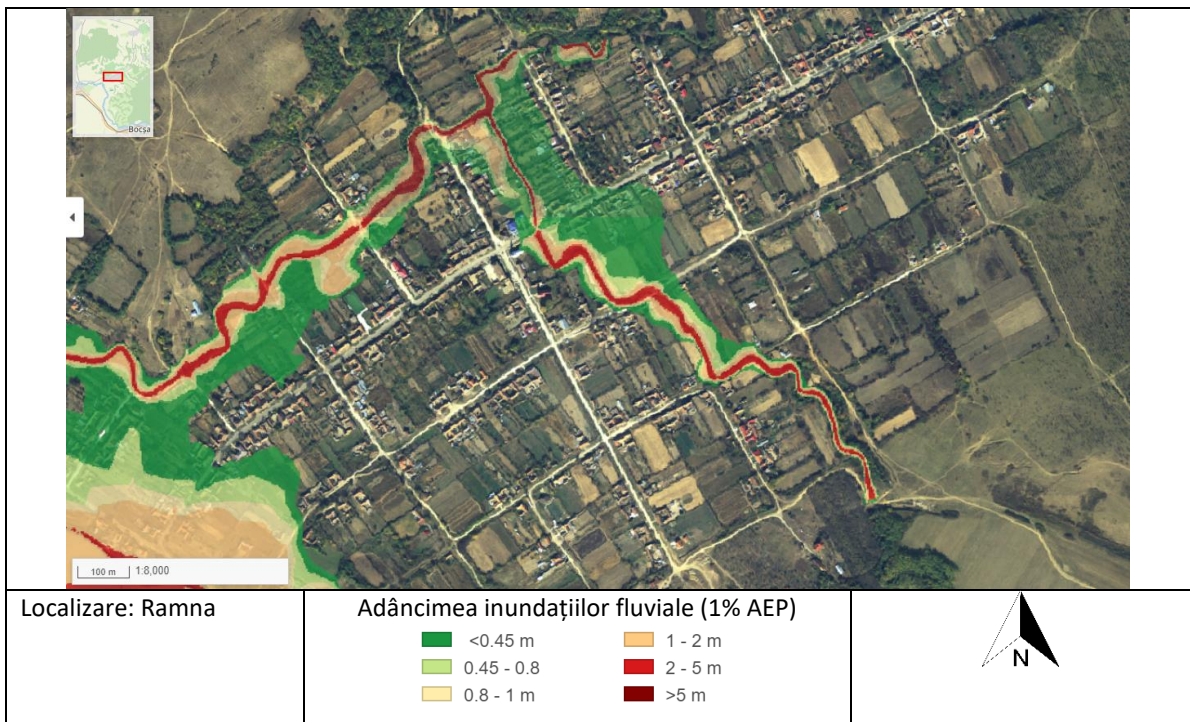 Bocșa
100 m 1:8,000
Localizare: Ramna
Adâncimea inundațiilor fluviale (1% AEP)
<0.45 m
1 - 2 m
0.45 - 0.8
2 - 5 m
0.8 - 1 m
>5 m
N